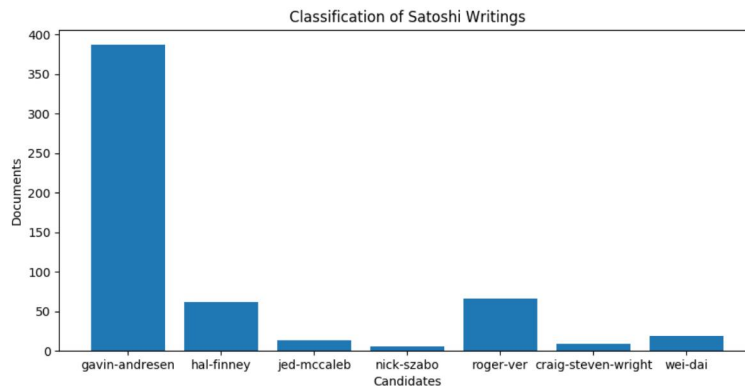 Classification of Satoshi Writings
400
350
300
250
200
150
100
50
0
Documents
gavin-andresen hal-finney jed-mccaleb nick-szabo roger-ver craig-steven-wright wei-dai
Candidates